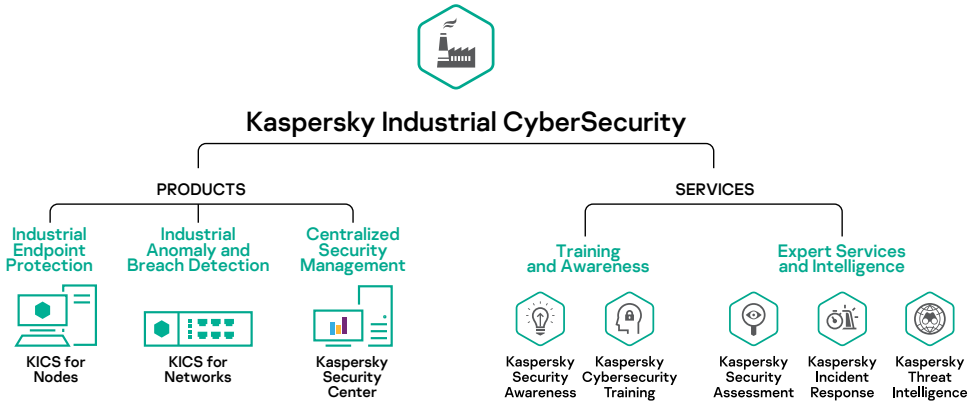 Kaspersky Industrial CyberSecurity
PRODUCTS
Industrial
Endpoint
Protection
Industrial
Anomaly and
Breach Detection
Centralized
Security
Management
KICS for
Nodes
KICS for
Networks
Kaspersky
Security
Center
SERVICES
Training
and Awareness
Expert Services
and Intelligence
Kaspersky
Security
Awareness
Kaspersky
Cybersecurity
Training
Kaspersky
Security
Assessment
Kaspersky
Incident
Response
Kaspersky
Threat
Intelligence